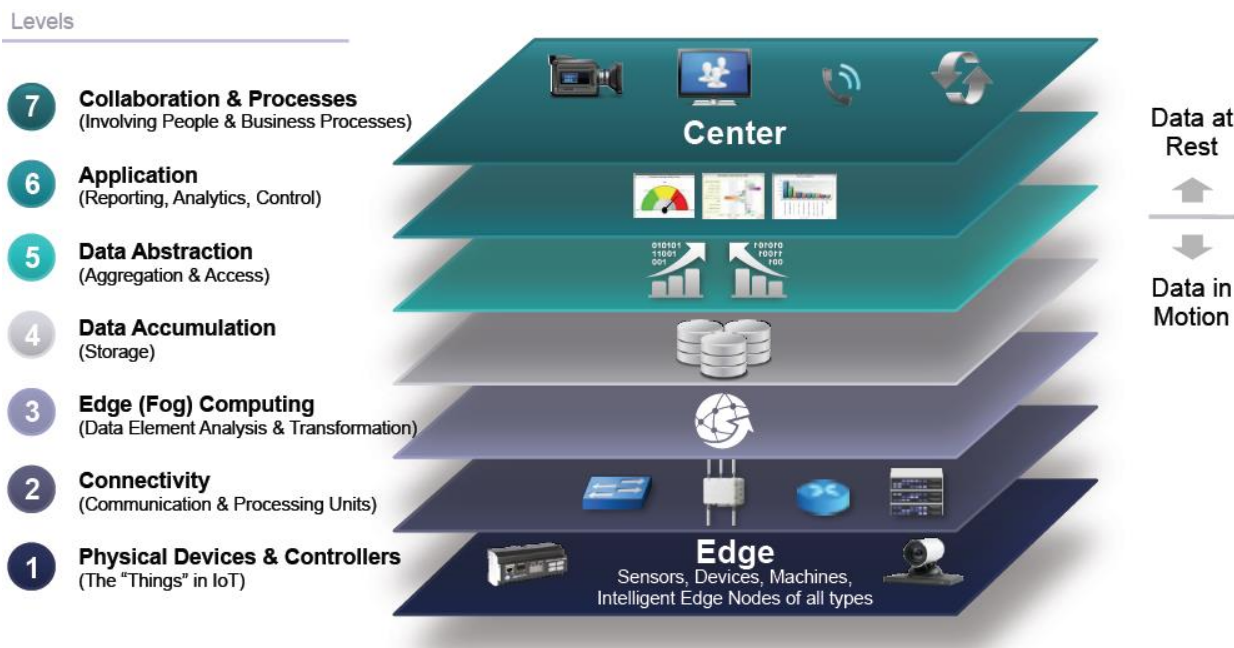 Levels
7
Collaboration & Processes
(Involving People & Business Processes)
6
Application
(Reporting, Analytics, Control)
5
Data Abstraction
(Aggregation & Access)
4
Data Accumulation
(Storage)
3
Edge (Fog) Computing
(Data Element Analysis & Transformation)
2
Connectivity
(Communication & Processing Units)
1
Physical Devices & Controllers
(The “Things” in IoT)
Center
010101
11001
001
Edge
Sensors, Devices, Machines,
Intelligent Edge Nodes of all types
Data at
Rest
Data in
Motion